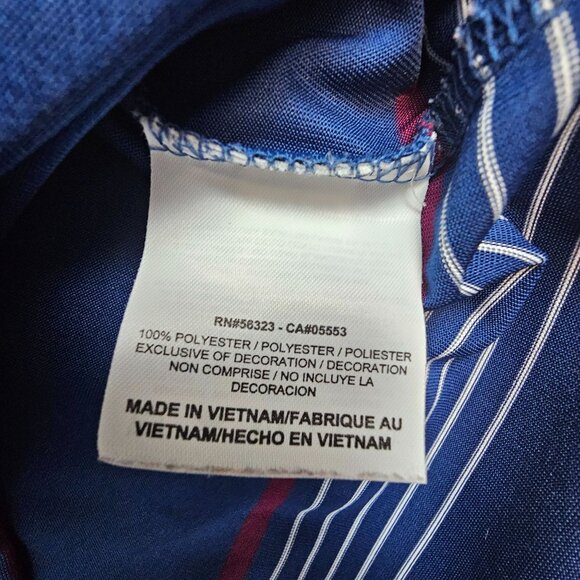 RN#56323 - CA#05553
100% POLYESTER / POLYESTER / POLIESTER
EXCLUSIVE OF DECORATION / DECORATION
NON COMPRISE / NO INCLUYE LA
DECORACION
MADE IN VIETNAM/FABRIQUE AU
VIETNAM/HECHO EN VIETNAM